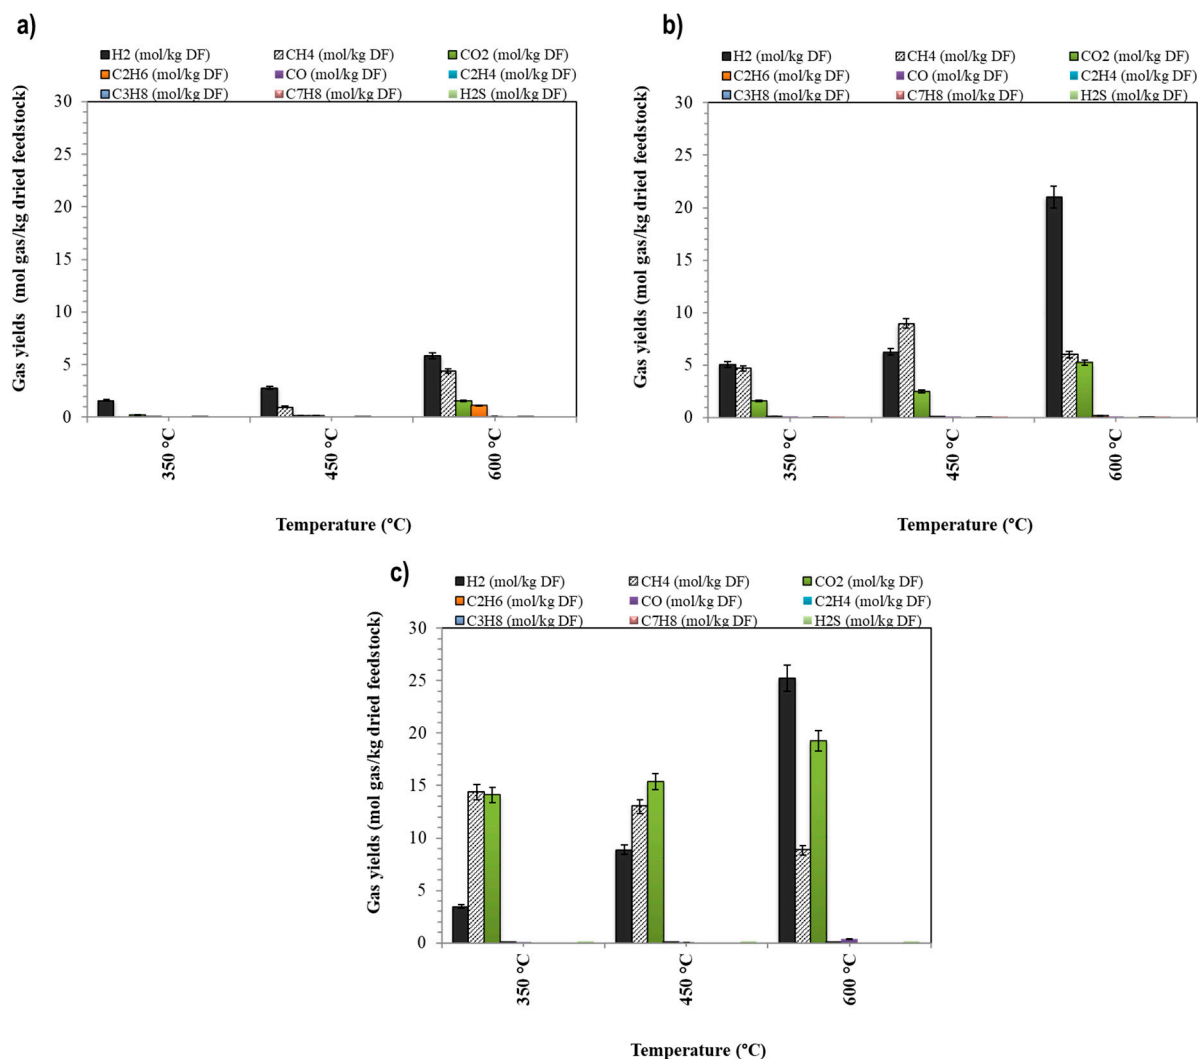 a)
H2 (mol/kg DF) CH4 (mol/kg DF) CO2 (mol/kg DF)
C2H6 (mol/kg DF) CO (mol/kg DF) C2H4 (mol/kg DF)
C3H8 (mol/kg DF) C7H8 (mol/kg DF) H2S (mol/kg DF)
Gas yields (mol gas/kg dried feedstock)
30
25
20
15
10
5
0
350 °C 450 °C 600 °C
Temperature (°C)
b)
H2 (mol/kg DF) CH4 (mol/kg DF) CO2 (mol/kg DF)
C2H6 (mol/kg DF) CO (mol/kg DF) C2H4 (mol/kg DF)
C3H8 (mol/kg DF) C7H8 (mol/kg DF) H2S (mol/kg DF)
Gas yields (mol gas/kg dried feedstock)
30
25
20
15
10
5
0
350 °C 450 °C 600 °C
Temperature (°C)
c)
H2 (mol/kg DF) CH4 (mol/kg DF) CO2 (mol/kg DF)
C2H6 (mol/kg DF) CO (mol/kg DF) C2H4 (mol/kg DF)
C3H8 (mol/kg DF) C7H8 (mol/kg DF) H2S (mol/kg DF)
Gas yields (mol gas/kg dried feedstock)
30
25
20
15
10
5
0
350 °C 450 °C 600 °C
Temperature (°C)